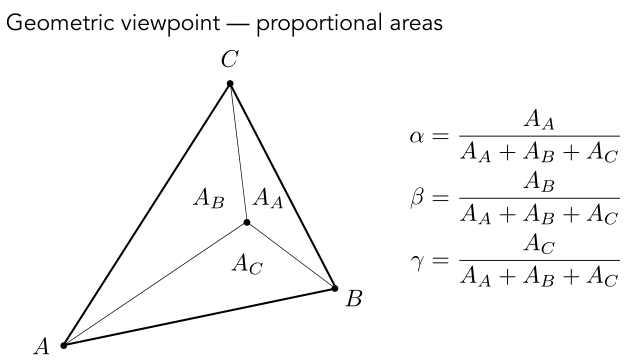 Geometric viewpoint — proportional areas
C
A_B A_A
A_C
B
A
α = A_A / (A_A + A_B + A_C)
β = A_B / (A_A + A_B + A_C)
γ = A_C / (A_A + A_B + A_C)